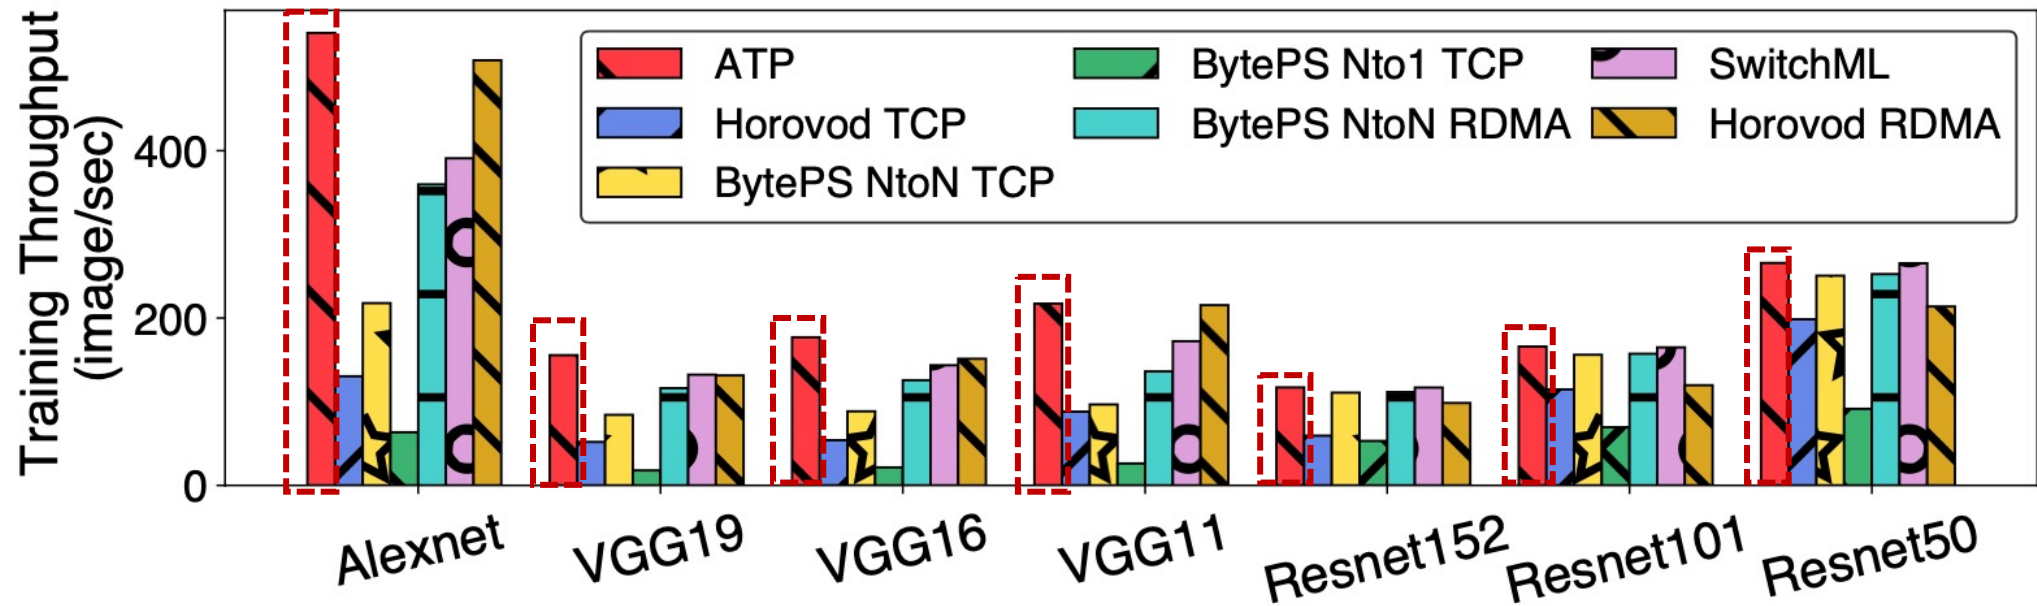 Training Throughput
(image/sec)
400
200
0
ATP
Horovod TCP
BytePS NtoN TCP
BytePS Nto1 TCP
BytePS NtoN RDMA
SwitchML
Horovod RDMA
Alexnet
VGG19
VGG16
VGG11
Resnet152
Resnet101
Resnet50